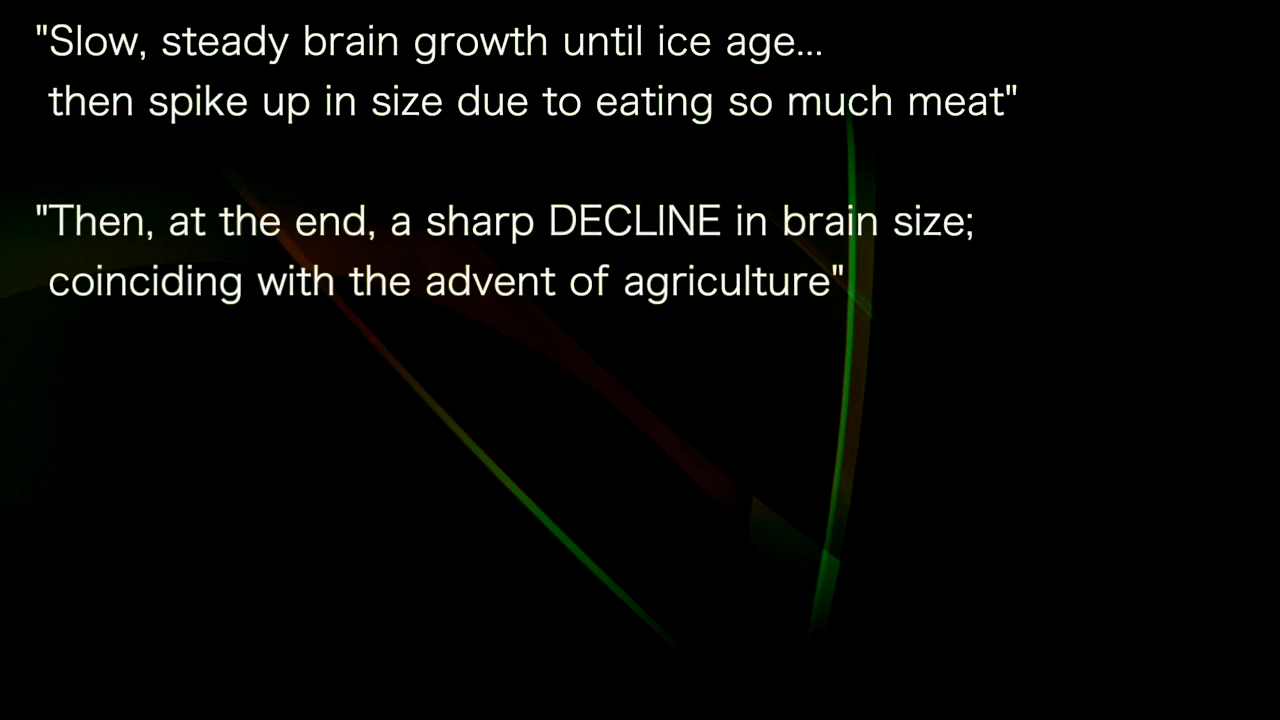 "Slow, steady brain growth until ice age...
then spike up in size due to eating so much meat"
"Then, at the end, a sharp DECLINE in brain size;
coinciding with the advent of agriculture"